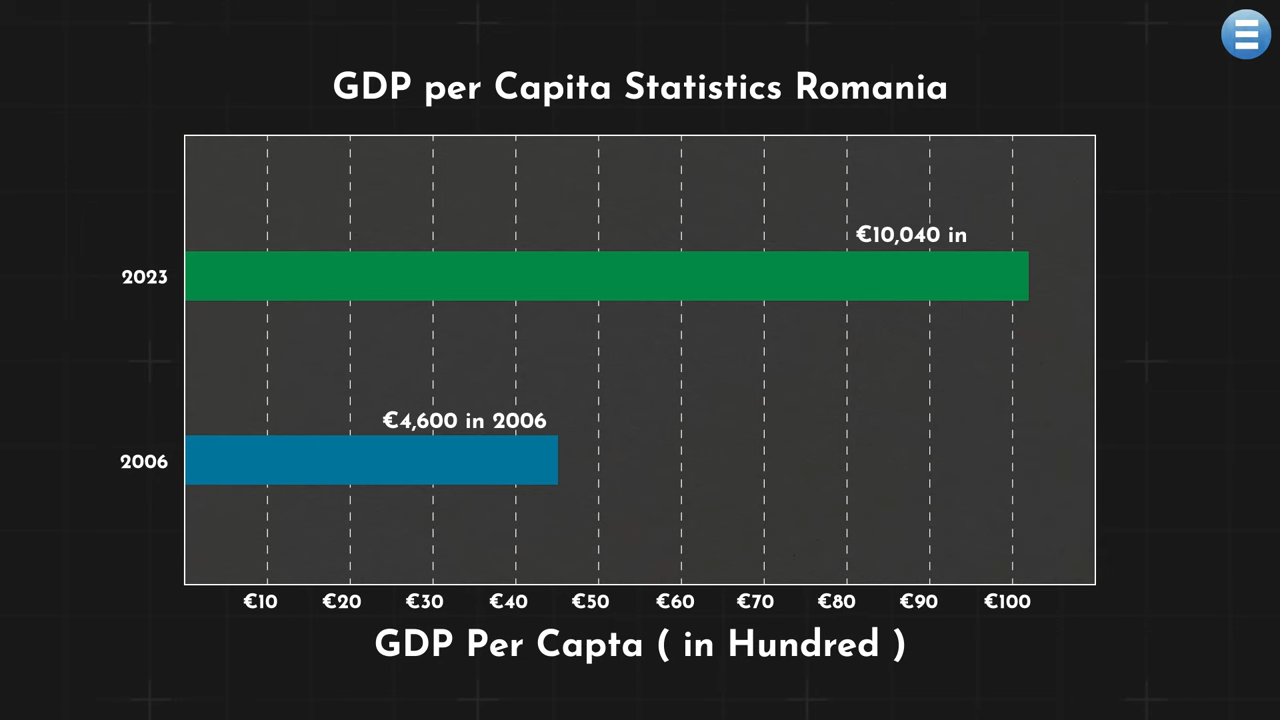 GDP per Capita Statistics Romania
€10,040 in
2023
€4,600 in 2006
2006
€10 €20 €30 €40 €50 €60 €70 €80 €90 €100
GDP Per Capta ( in Hundred )